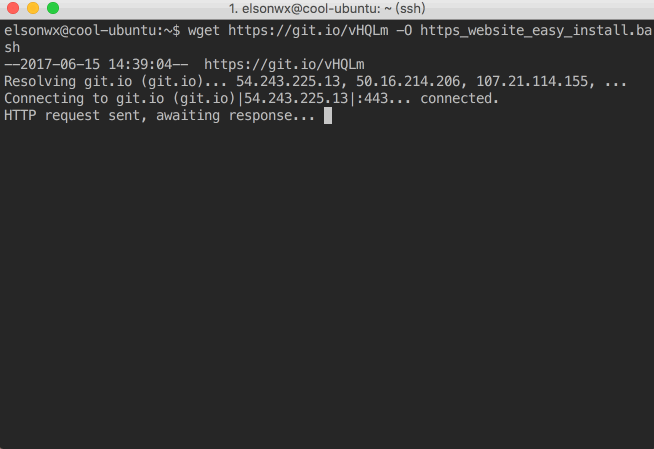 1. elsonwx@cool-ubuntu: ~ (ssh)
elsonwx@cool-ubuntu:~$ wget https://git.io/vHQLm -O https_website_easy_install.ba
sh
--2017-06-15 14:39:04--  https://git.io/vHQLm
Resolving git.io (git.io)... 54.243.225.13, 50.16.214.206, 107.21.114.155, ...
Connecting to git.io (git.io)|54.243.225.13|:443... connected.
HTTP request sent, awaiting response...